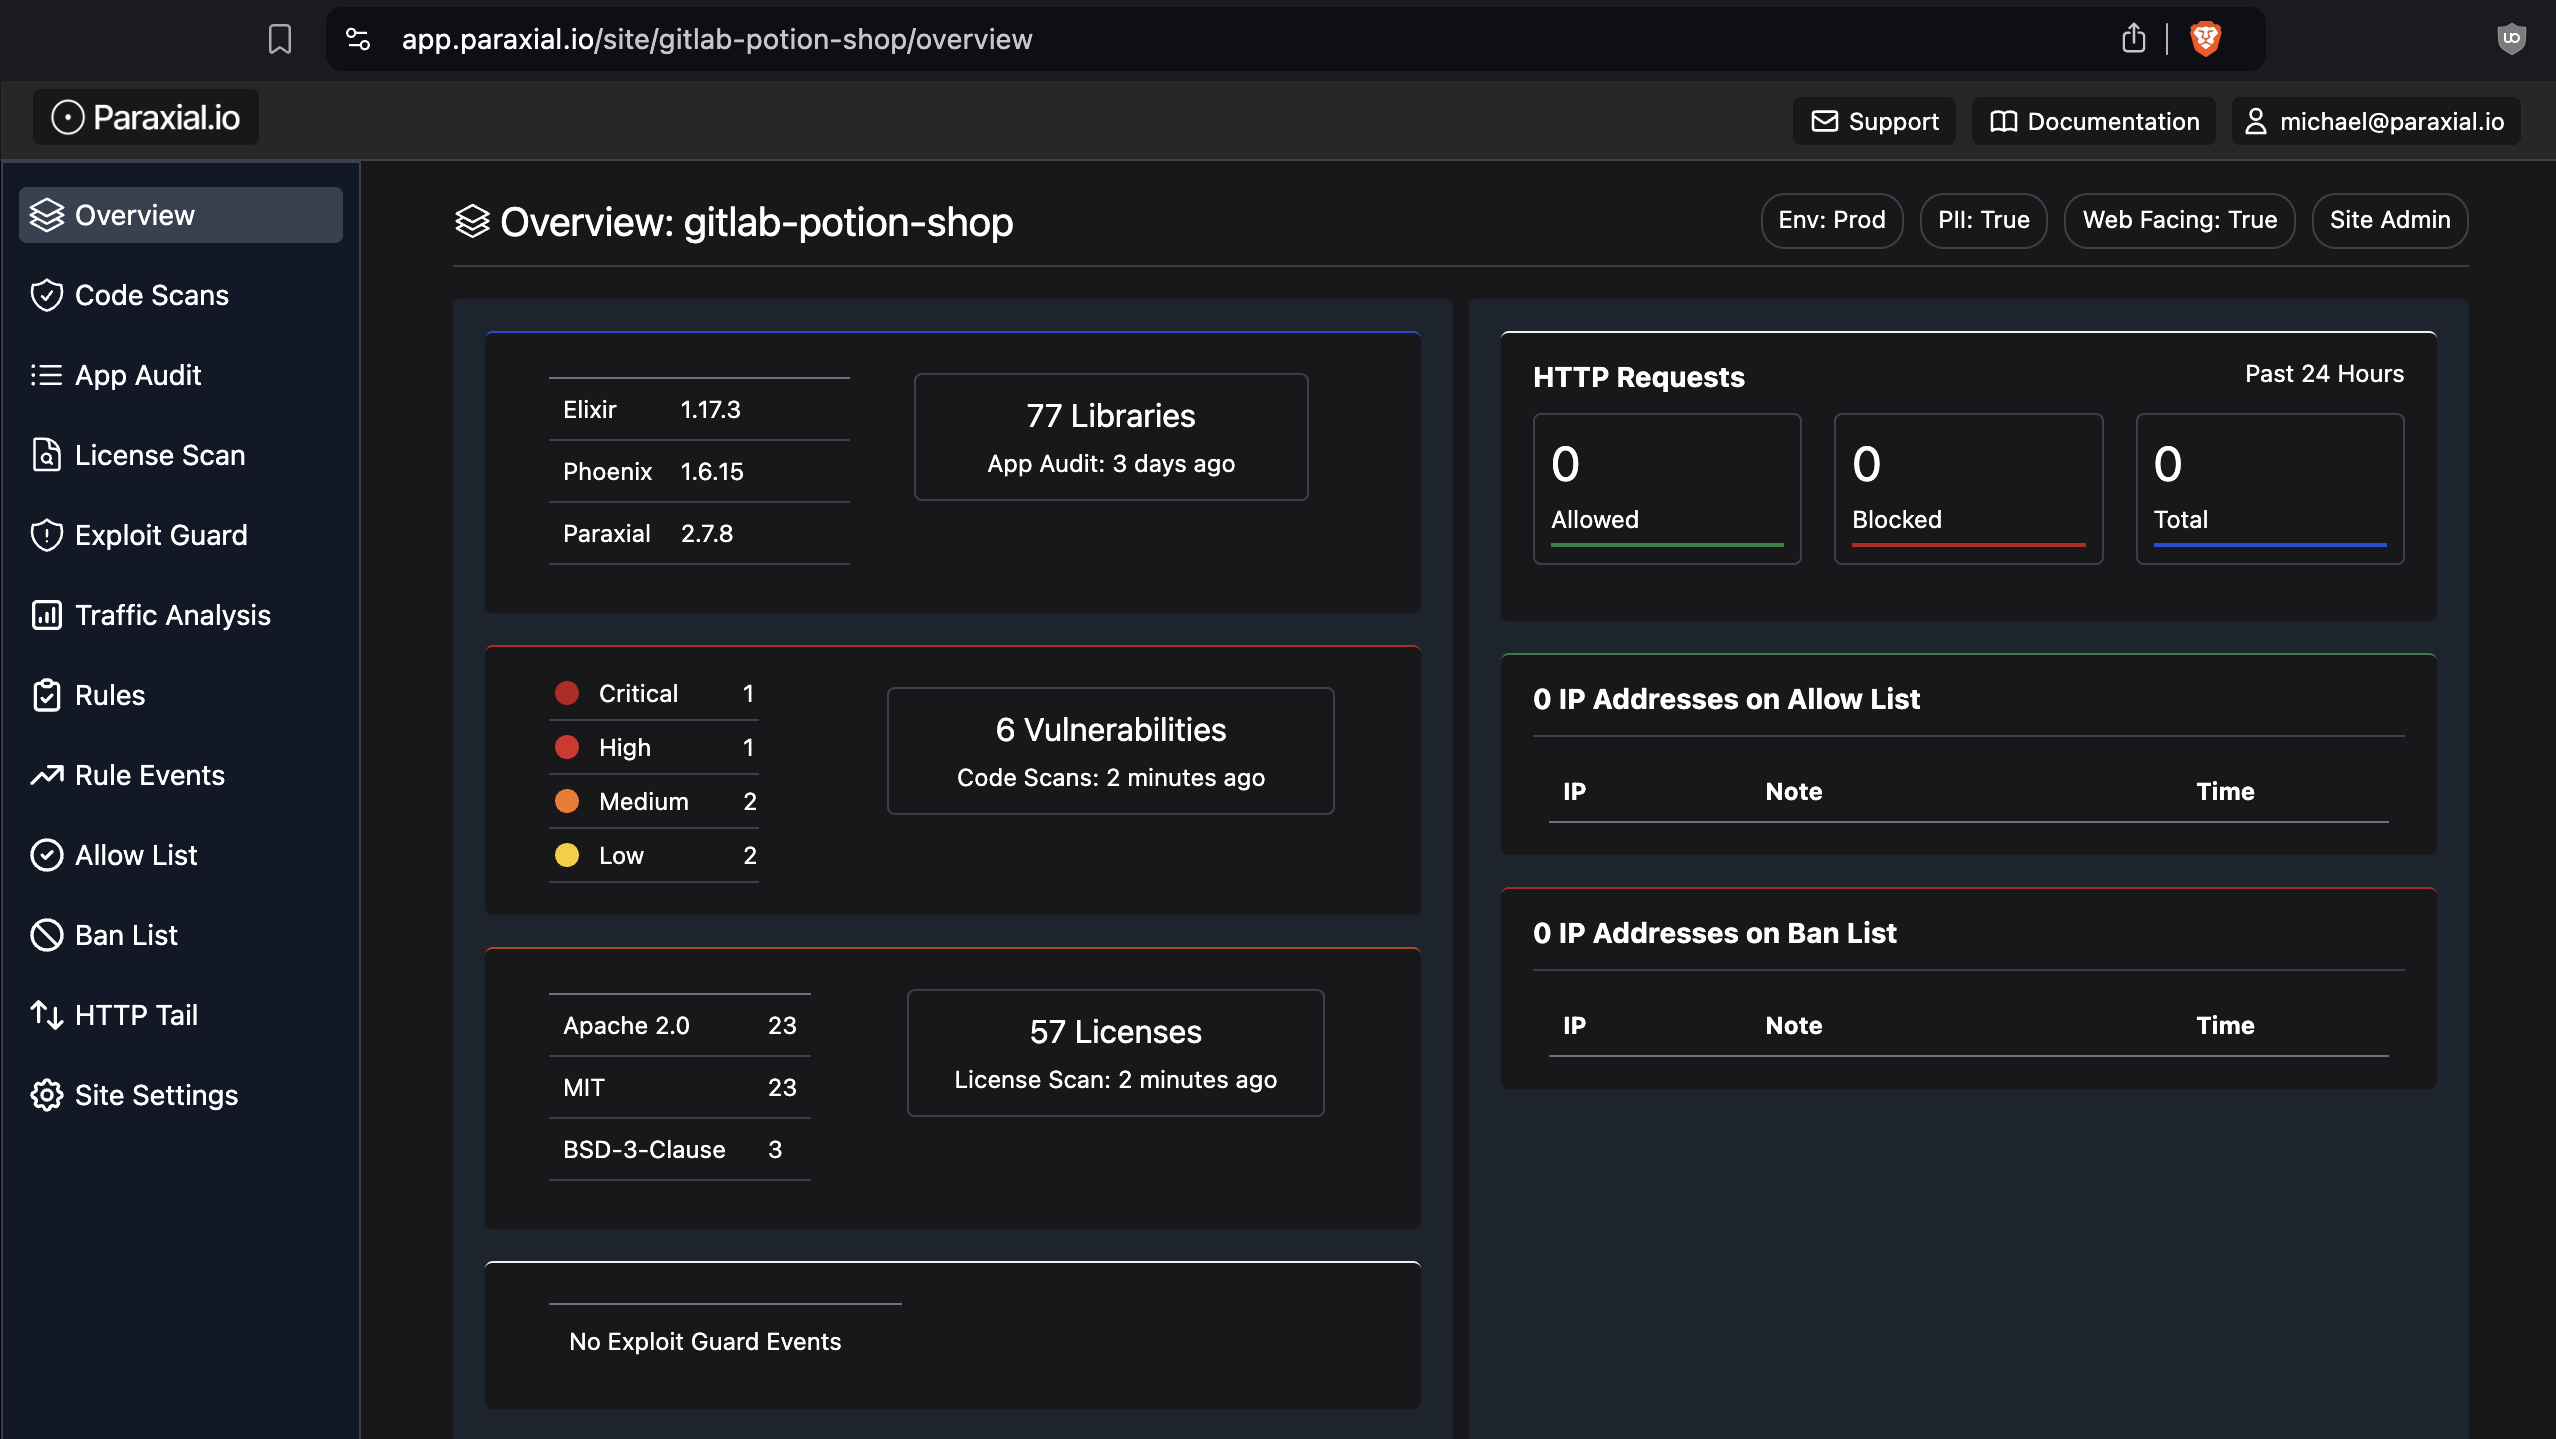 app.paraxial.io/site/gitlab-potion-shop/overview
UO
Paraxial.io
Support
Documentation
michael@paraxial.io
Overview
Code Scans
App Audit
License Scan
Exploit Guard
Traffic Analysis
Rules
Rule Events
Allow List
Ban List
HTTP Tail
Site Settings
Overview: gitlab-potion-shop
Env: Prod
PII: True
Web Facing: True
Site Admin
Elixir 1.17.3
Phoenix 1.6.15
Paraxial 2.7.8
77 Libraries
App Audit: 3 days ago
Critical 1
High 1
Medium 2
Low 2
6 Vulnerabilities
Code Scans: 2 minutes ago
Apache 2.0 23
MIT 23
BSD-3-Clause 3
57 Licenses
License Scan: 2 minutes ago
No Exploit Guard Events
HTTP Requests
Past 24 Hours
0
Allowed
0
Blocked
0
Total
0 IP Addresses on Allow List
IP Note Time
0 IP Addresses on Ban List
IP Note Time